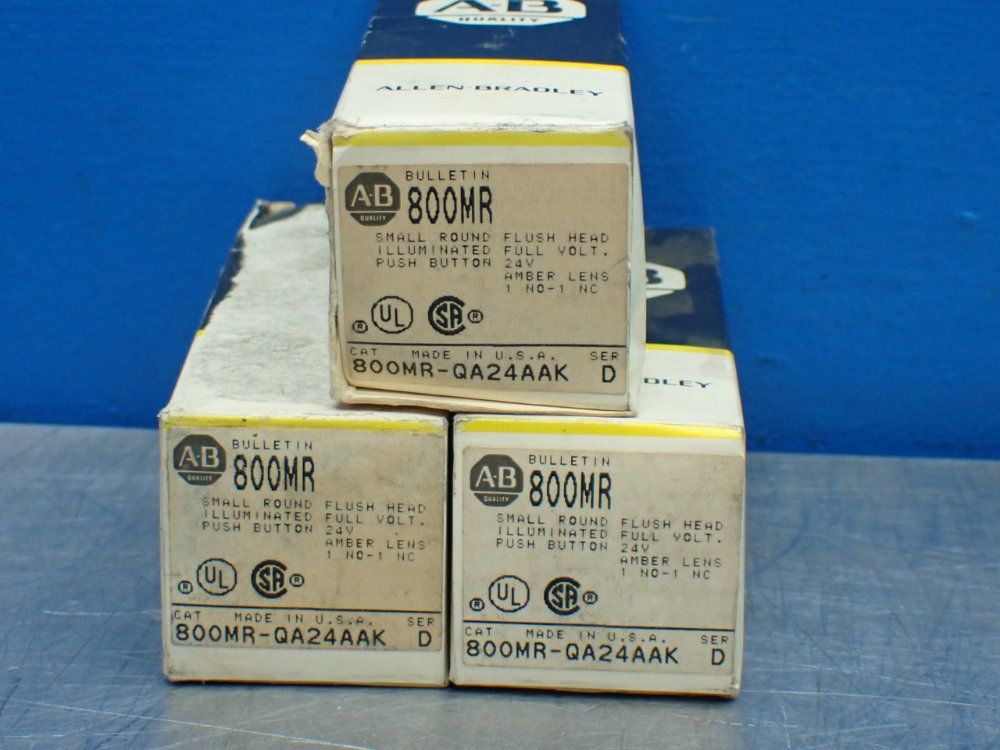 A-B
QUALITY
ALLEN-BRADLEY
A-B
QUALITY
BULLETIN
800MR
SMALL ROUND FLUSH HEAD
ILLUMINATED FULL VOLT.
PUSH BUTTON 24V
AMBER LENS
1 NO-1 NC
® UL SA ®
CAT MADE IN U.S.A. SER
800MR-QA24AAK D
B
DLEY
A-B
QUALITY
BULLETIN
800MR
SMALL ROUND FLUSH HEAD
ILLUMINATED FULL VOLT.
PUSH BUTTON 24V
AMBER LENS
1 NO-1 NC
® UL SA ®
CAT MADE IN U.S.A. SER
800MR-QA24AAK D
A-B
QUALITY
BULLETIN
800MR
SMALL ROUND FLUSH HEAD
ILLUMINATED FULL VOLT.
PUSH BUTTON 24V
AMBER LENS
1 NO-1 NC
® UL SA ®
CAT MADE IN U.S.A. SER
800MR-QA24AAK D